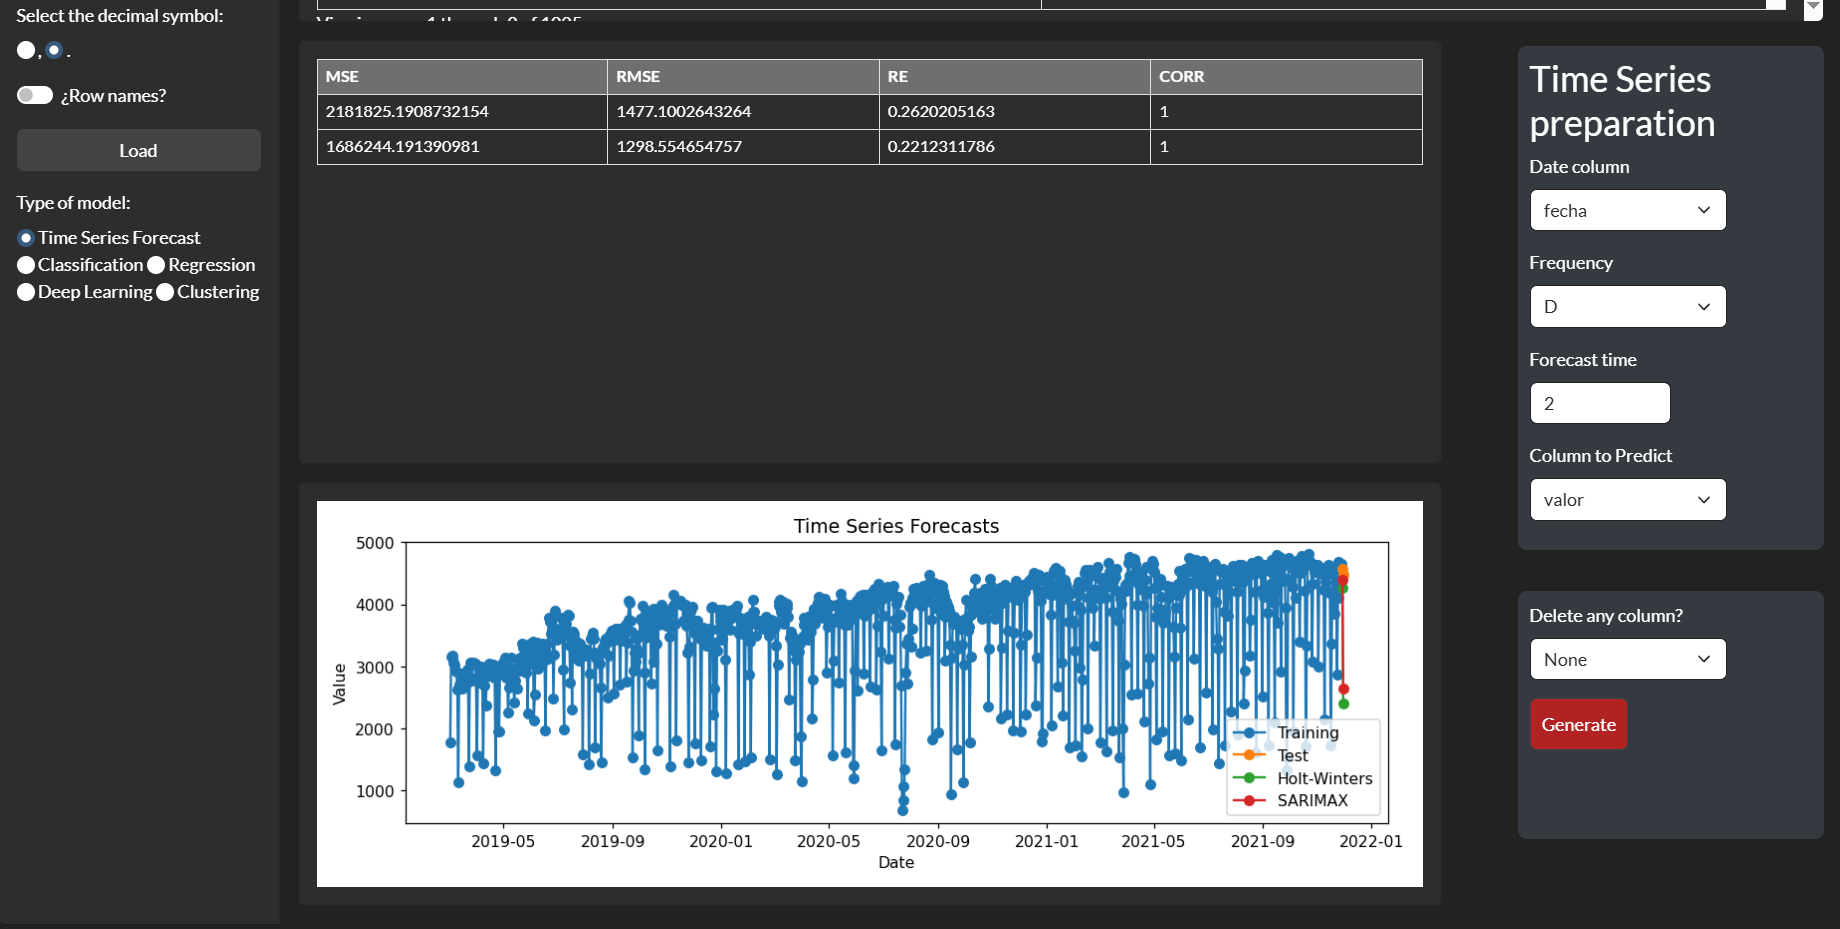 Select the decimal symbol:
, .
¿Row names?
Load
Type of model:
Time Series Forecast
Classification Regression
Deep Learning Clustering
MSE RMSE RE CORR
2181825.1908732154 1477.1002643264 0.2620205163 1
1686244.191390981 1298.554654757 0.2212311786 1
Time Series Forecasts
5000
4000
3000
2000
1000
Value
Training
Test
Holt-Winters
SARIMAX
2019-05 2019-09 2020-01 2020-05 2020-09 2021-01 2021-05 2021-09 2022-01
Date
Time Series
preparation
Date column
fecha
Frequency
D
Forecast time
2
Column to Predict
valor
Delete any column?
None
Generate